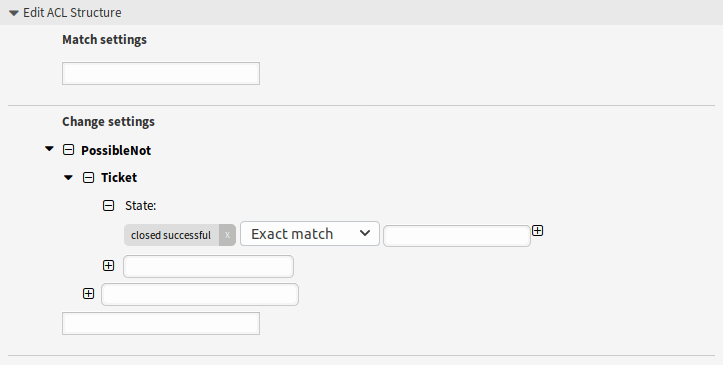 Edit ACL Structure
Match settings
Change settings
PossibleNot
Ticket
State:
closed successful x Exact match